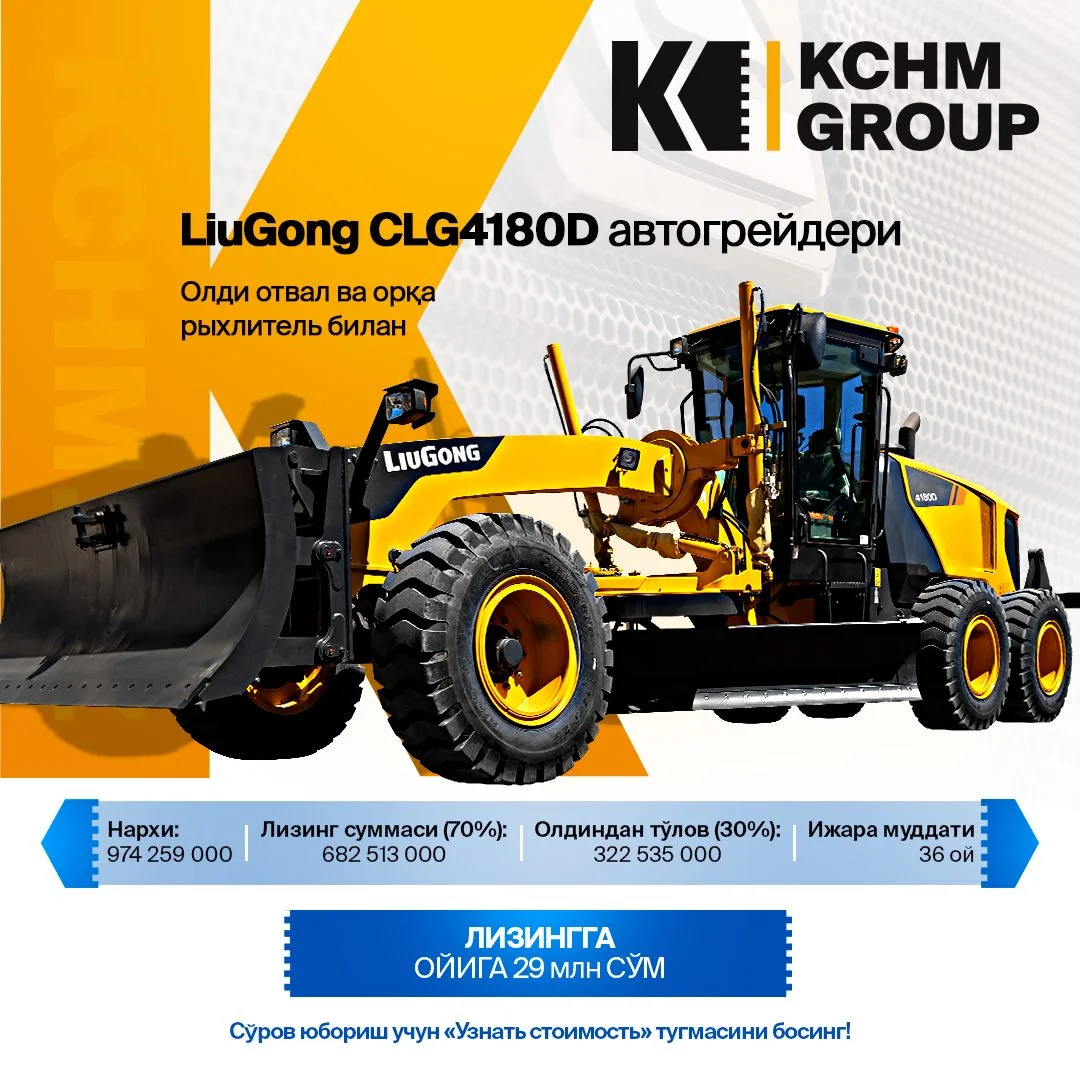 KCHM
GROUP
KCHM
LiuGong CLG4180D автогрейдери
Олди отвал ва орқа
рыхлитель билан
LIUGONG
4180D
Нархи:
974 259 000
Лизинг суммаси (70%):
682 513 000
Олдиндан тўлов (30%):
322 535 000
Ижара муддати
36 ой
ЛИЗИНГГА
ОЙИГА 29 млн СЎМ
Сўров юбориш учун «Узнать стоимость» тугмасини босинг!